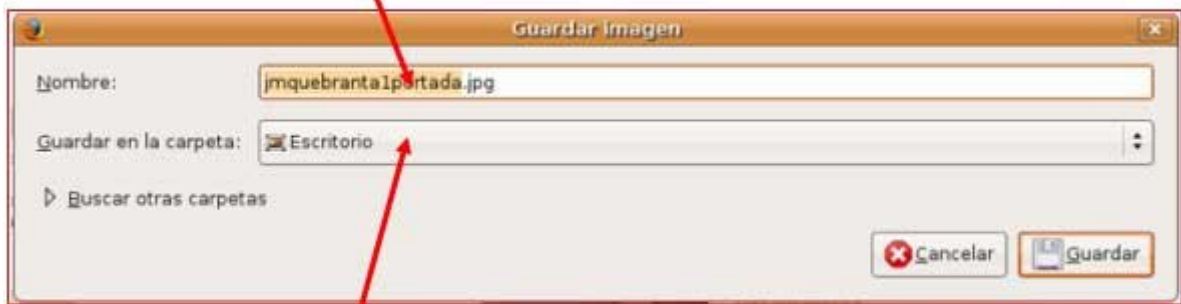 Guardar imagen
Nombre: jmquebranta1portada.jpg
Guardar en la carpeta: Escritorio
Buscar otras carpetas
Cancelar Guardar